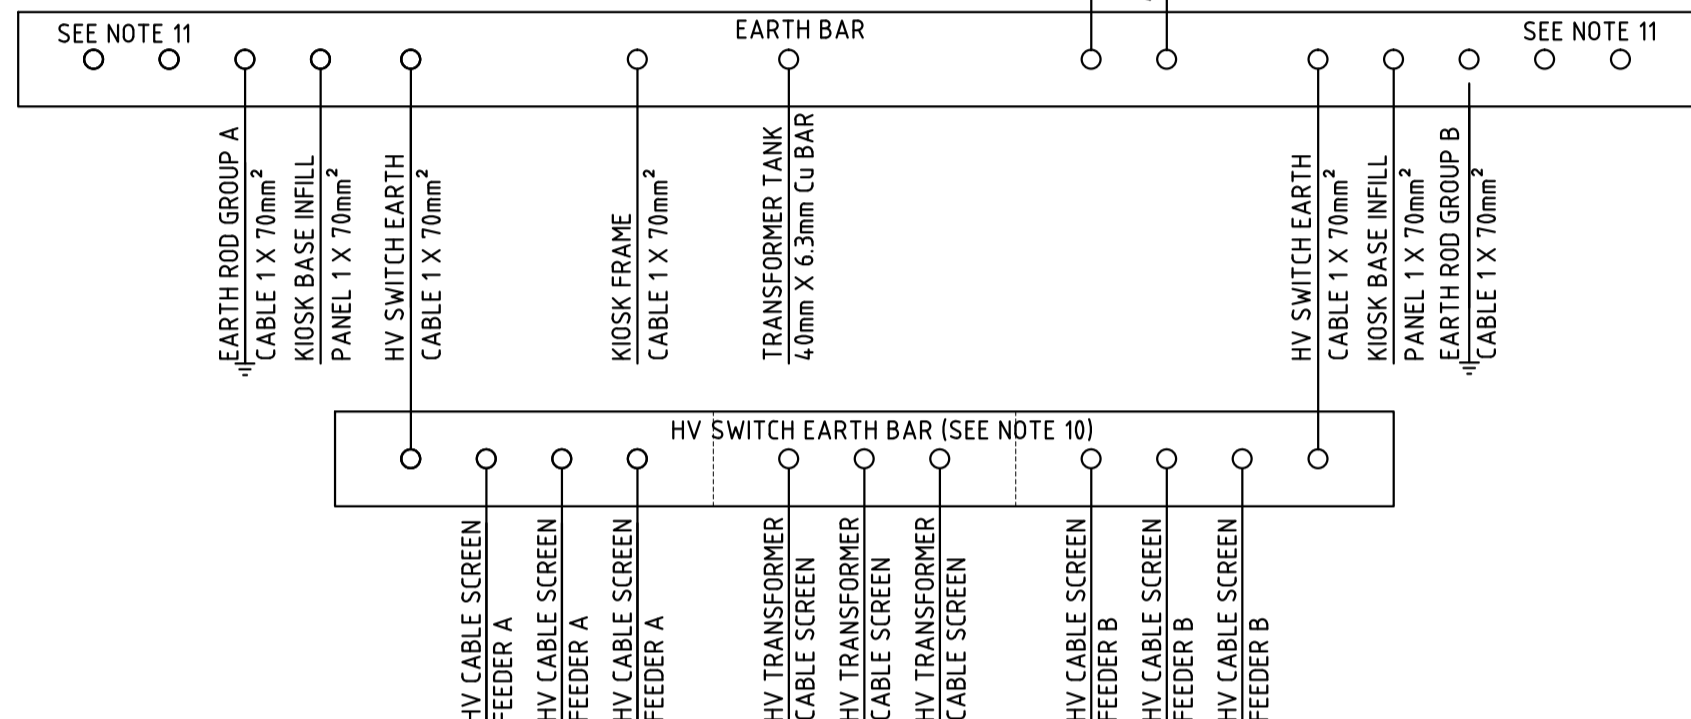 SEE NOTE 11
EARTH BAR
SEE NOTE 11
EARTH ROD GROUP A
CABLE 1 X 70mm²
KIOSK BASE INFILL
PANEL 1 X 70mm²
HV SWITCH EARTH
CABLE 1 X 70mm²
KIOSK FRAME
CABLE 1 X 70mm²
TRANSFORMER TANK
40mm X 6.3mm Cu BAR
HV SWITCH EARTH
CABLE 1 X 70mm²
KIOSK BASE INFILL
PANEL 1 X 70mm²
EARTH ROD GROUP B
CABLE 1 X 70mm²
HV SWITCH EARTH BAR (SEE NOTE 10)
HV CABLE SCREEN
FEEDER A
HV CABLE SCREEN
FEEDER A
HV CABLE SCREEN
FEEDER A
HV TRANSFORMER
CABLE SCREEN
HV TRANSFORMER
CABLE SCREEN
HV TRANSFORMER
CABLE SCREEN
HV CABLE SCREEN
FEEDER B
HV CABLE SCREEN
FEEDER B
HV CABLE SCREEN
FEEDER B